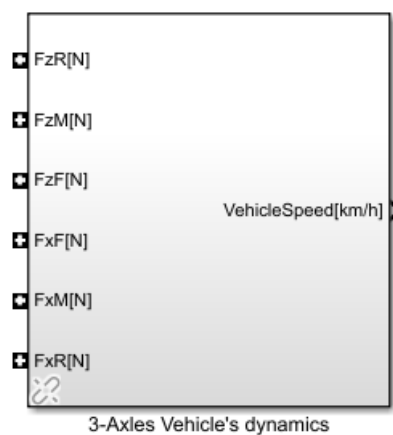 FzR[N]
FzM[N]
FzF[N]
VehicleSpeed[km/h]
FxF[N]
FxM[N]
FxR[N]
3-Axles Vehicle's dynamics